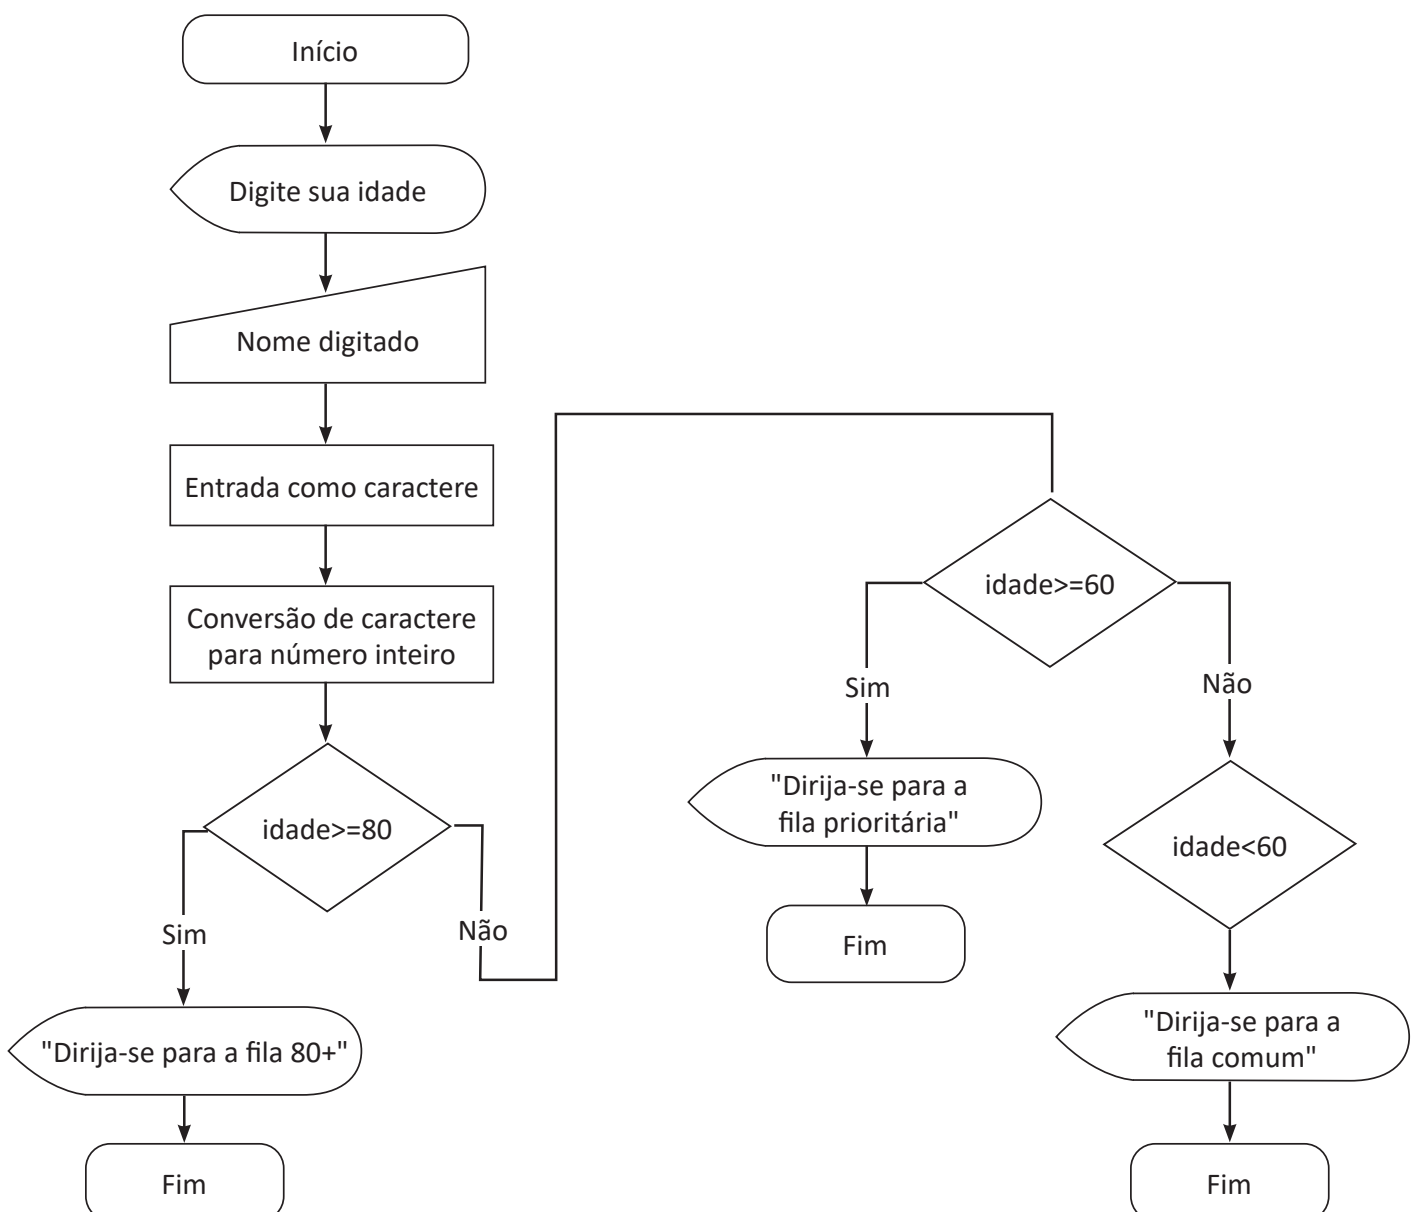 Início
Digite sua idade
Nome digitado
Entrada como caractere
Conversão de caractere
para número inteiro
idade>=80
Sim
Não
"Dirija-se para a fila 80+"
Fim
idade>=60
Sim
Não
"Dirija-se para a
fila prioritária"
Fim
idade<60
"Dirija-se para a
fila comum"
Fim